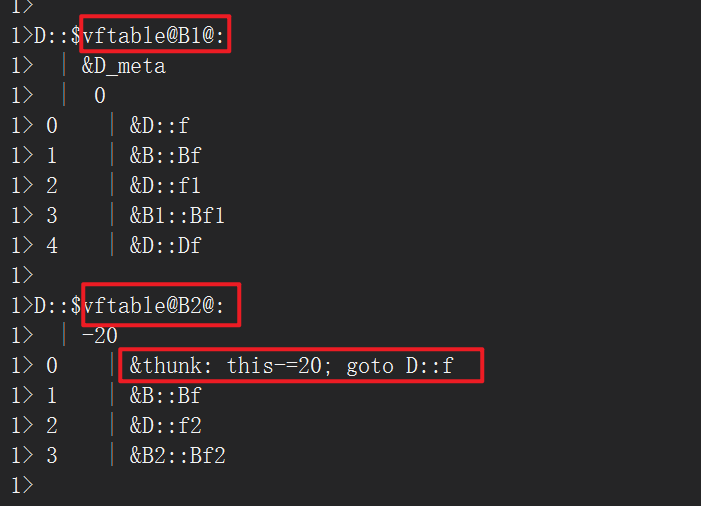 1>
1>D::$vftable@B1@:
1>  | &D_meta
1>  |  0
1> 0    | &D::f
1> 1    | &B::Bf
1> 2    | &D::f1
1> 3    | &B1::Bf1
1> 4    | &D::Df
1>
1>D::$vftable@B2@:
1>  | -20
1> 0    | &thunk: this-=20; goto D::f
1> 1    | &B::Bf
1> 2    | &D::f2
1> 3    | &B2::Bf2
1>